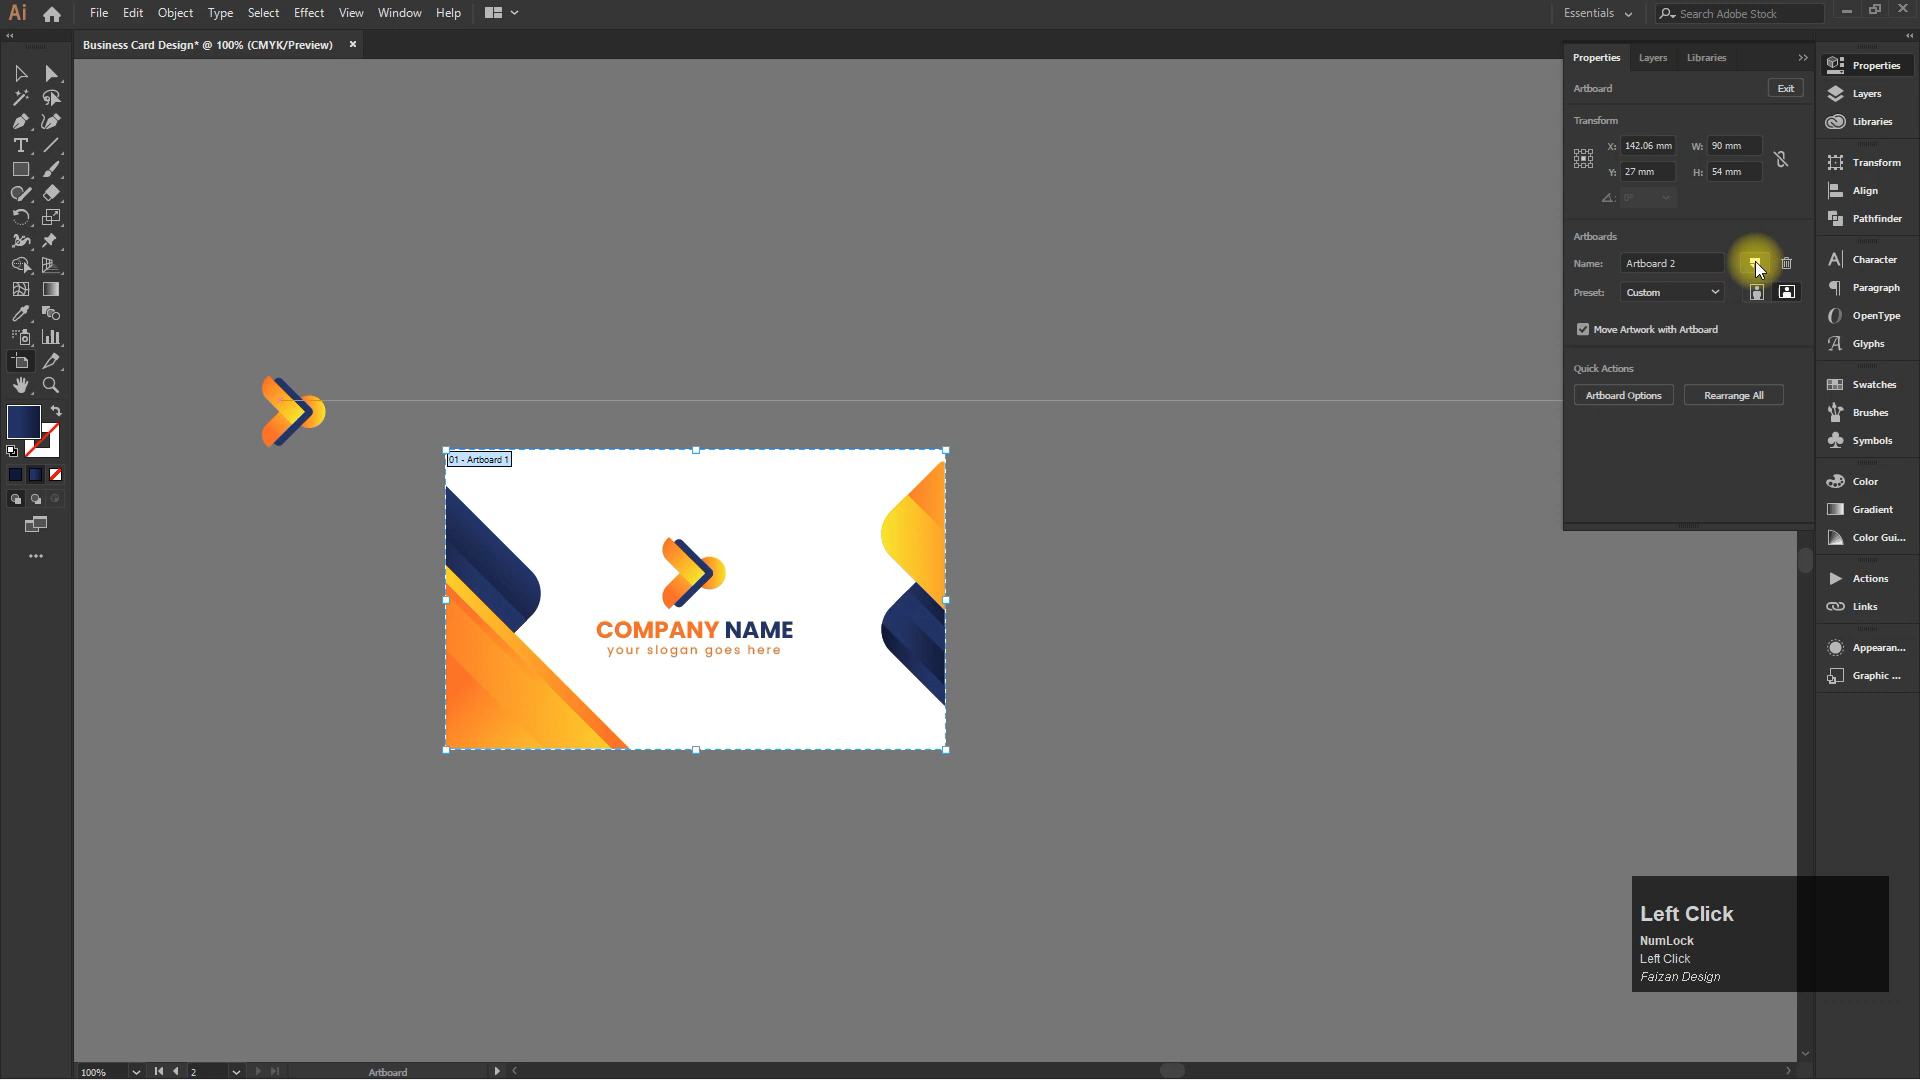 Ai File Edit Object Type Select Effect View Window Help Essentials Search Adobe Stock
Business Card Design* @ 100% (CMYK/Preview) ×
Properties Layers Libraries
Artboard Exit
Transform
X: 142.06 mm W: 90 mm
Y: 27 mm H: 54 mm
0°
Artboards
Name: Artboard 2
Preset: Custom
Move Artwork with Artboard
Quick Actions
Artboard Options Rearrange All
Properties
Layers
Libraries
Transform
Align
Pathfinder
Character
Paragraph
OpenType
Glyphs
Swatches
Brushes
Symbols
Color
Gradient
Color Gui...
Actions
Links
Appearan...
Graphic ...
01 - Artboard 1
COMPANY NAME
your slogan goes here
Left Click
NumLock
Left Click
Faizan Design
100% 2 Artboard